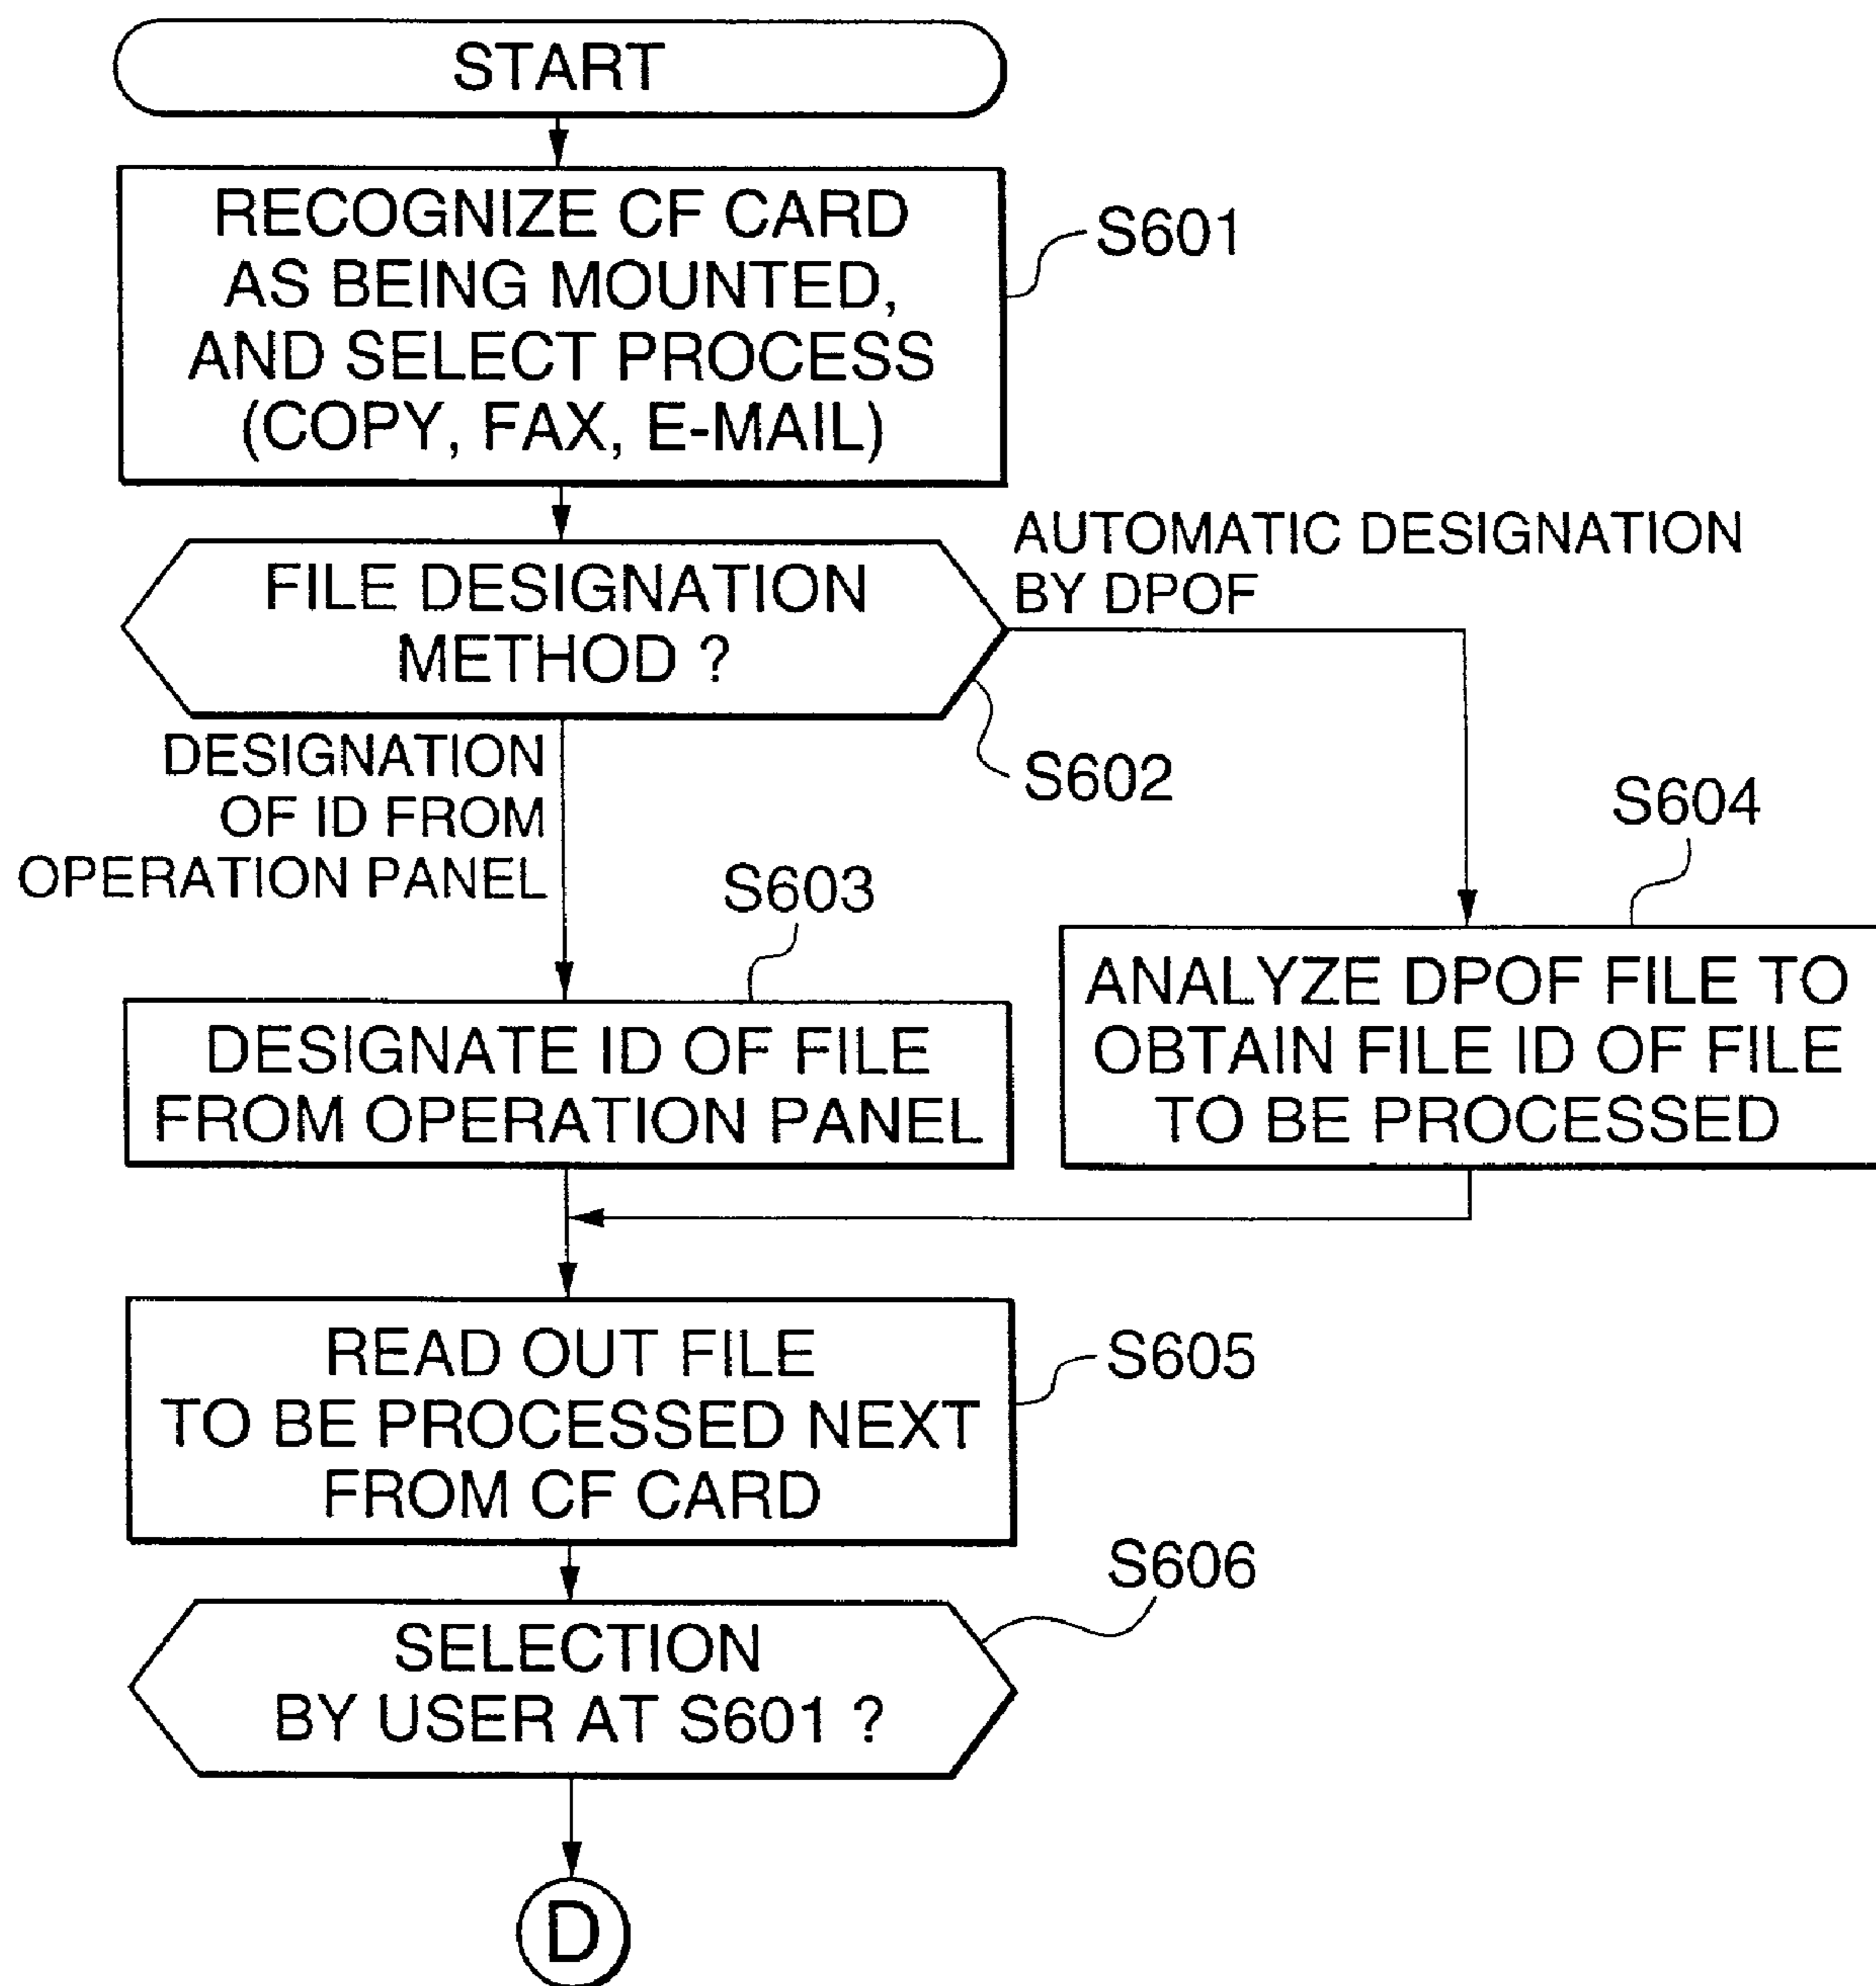 START
RECOGNIZE CF CARD
AS BEING MOUNTED,
AND SELECT PROCESS
(COPY, FAX, E-MAIL)
S601
FILE DESIGNATION
METHOD ?
AUTOMATIC DESIGNATION
BY DPOF
S602
DESIGNATION
OF ID FROM
OPERATION PANEL
S603
S604
DESIGNATE ID OF FILE
FROM OPERATION PANEL
ANALYZE DPOF FILE TO
OBTAIN FILE ID OF FILE
TO BE PROCESSED
READ OUT FILE
TO BE PROCESSED NEXT
FROM CF CARD
S605
S606
SELECTION
BY USER AT S601 ?
D